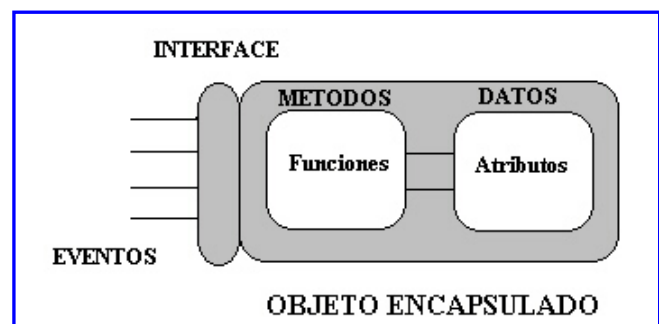 INTERFACE
METODOS DATOS
Funciones Atributos
EVENTOS
OBJETO ENCAPSULADO